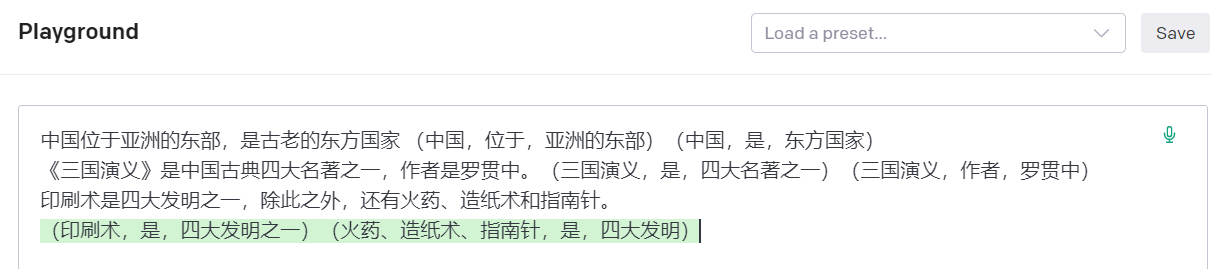 Playground
Load a preset...
Save
中国位于亚洲的东部，是古老的东方国家 （中国，位于，亚洲的东部）（中国，是，东方国家）
《三国演义》是中国古典四大名著之一，作者是罗贯中。（三国演义，是，四大名著之一）（三国演义，作者，罗贯中）
印刷术是四大发明之一，除此之外，还有火药、造纸术和指南针。
（印刷术，是，四大发明之一）（火药、造纸术、指南针，是，四大发明）